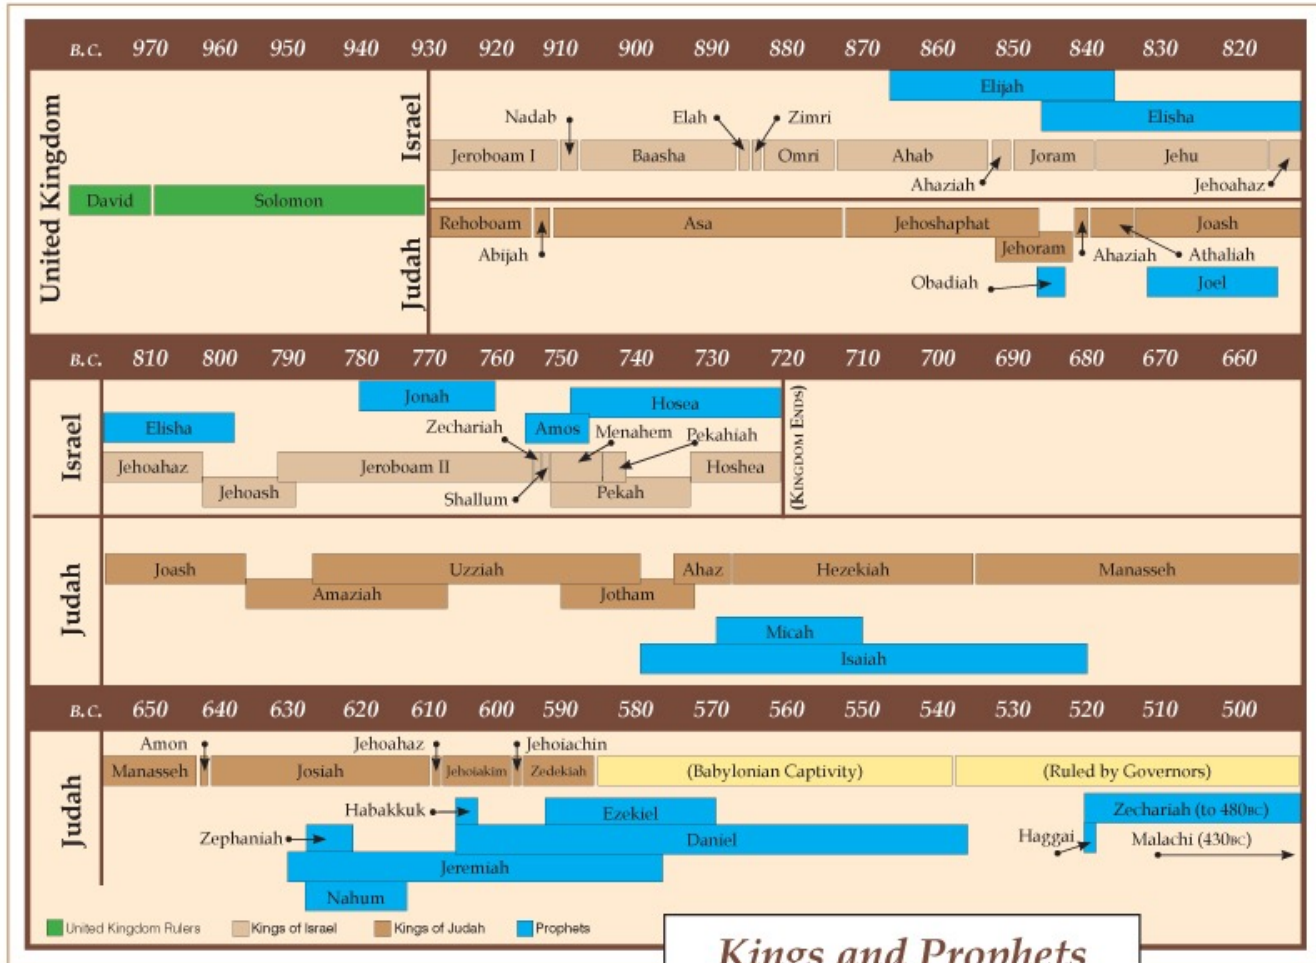 B.C. 970 960 950 940 930 920 910 900 890 880 870 860 850 840 830 820
United Kingdom
Israel
Elijah
Elisha
Nadab Elah Zimri
Jeroboam I Baasha Omri Ahab Joram Jehu
Ahaziah Jehoahaz
David Solomon
Judah
Rehoboam Asa Jehoshaphat Joash
Abijah Jehoram Ahaziah Athaliah
Obadiah Joel
B.C. 810 800 790 780 770 760 750 740 730 720 710 700 690 680 670 660
Israel
Jonah Hosea
Elisha Zechariah Amos Menahem Pekahiah
Jehoahaz Jeroboam II Hoshea
Jehoash Shallum Pekah
(Kingdom Ends)
Judah
Joash Uzziah Ahaz Hezekiah Manasseh
Amaziah Jotham
Micah
Isaiah
B.C. 650 640 630 620 610 600 590 580 570 560 550 540 530 520 510 500
Judah
Amon Jehoahaz Jehoiachin
Manasseh Josiah Jehoiakim Zedekiah (Babylonian Captivity) (Ruled by Governors)
Habakkuk Ezekiel Zechariah (to 480BC)
Zephaniah Daniel Haggai Malachi (430BC)
Jeremiah
Nahum
United Kingdom Rulers Kings of Israel Kings of Judah Prophets
Kings and Prophets